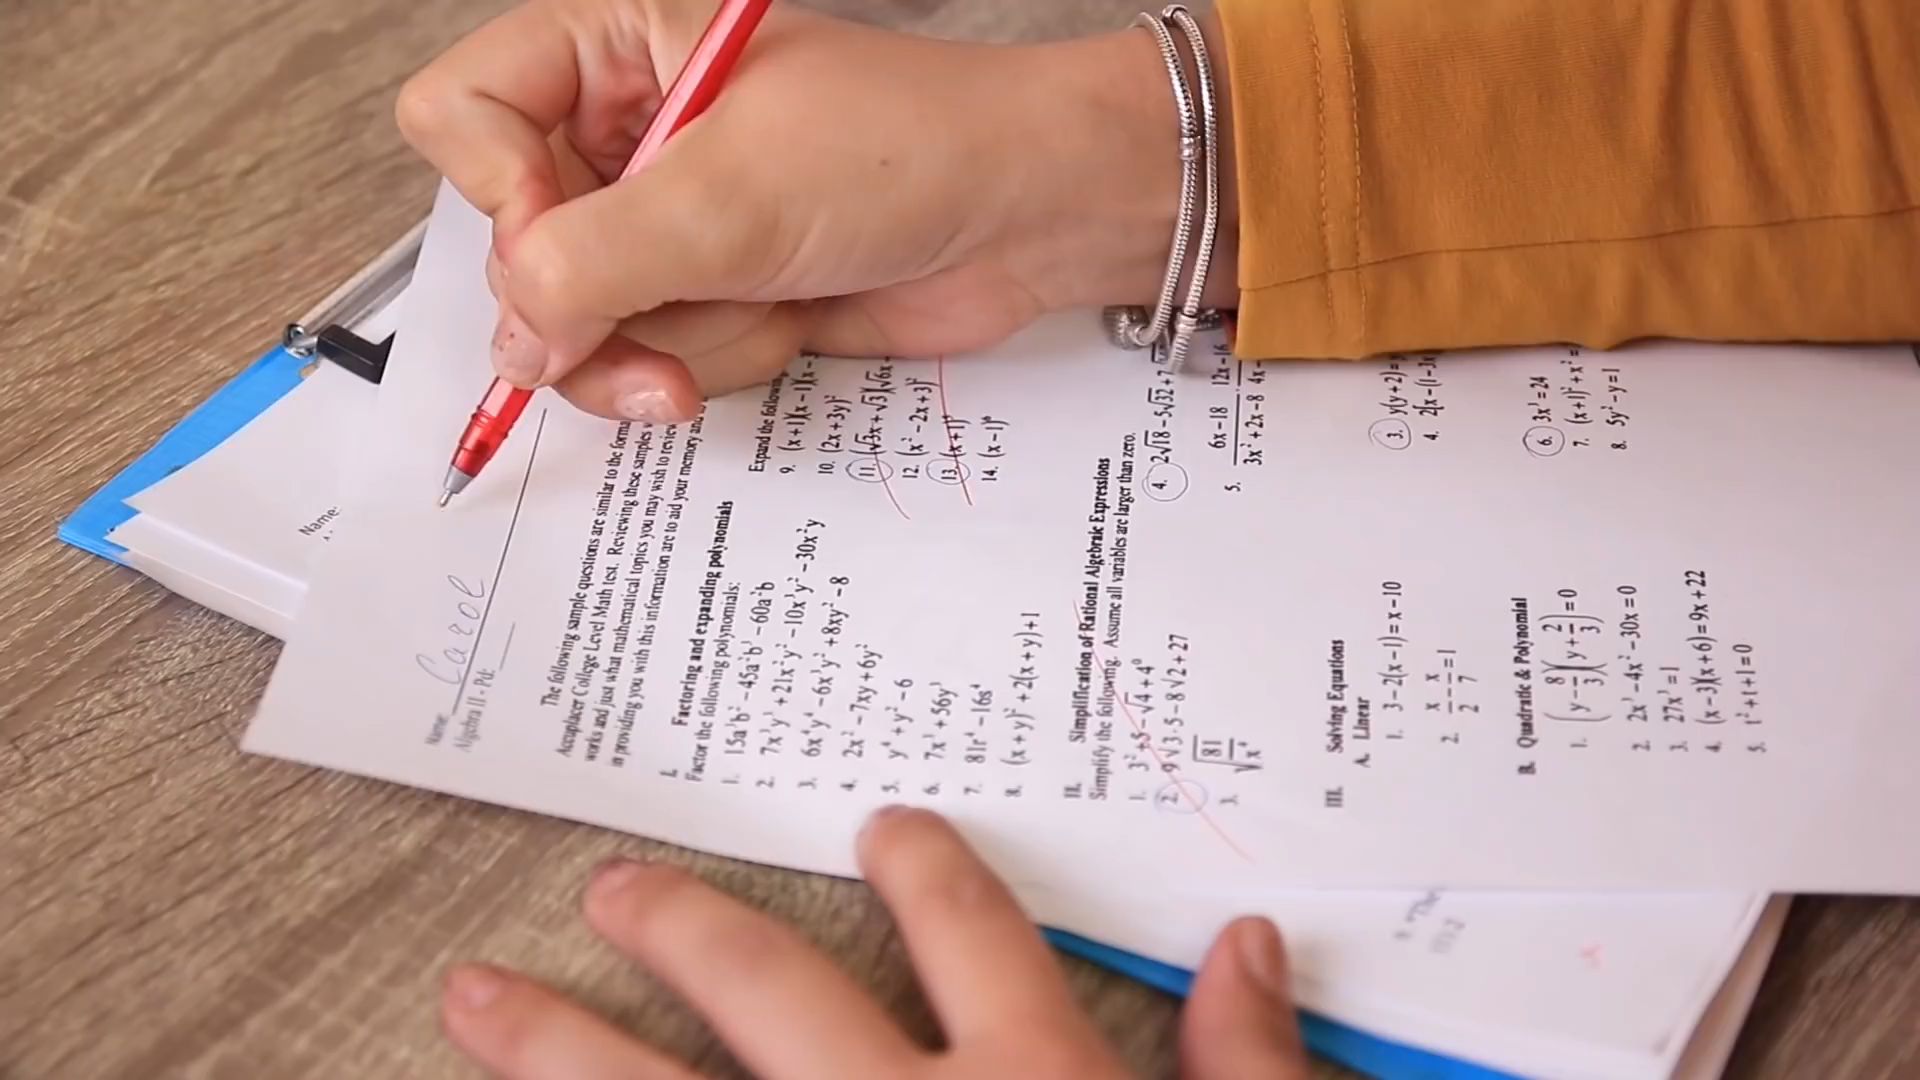 Name: Carol
Algebra II - Pd:
The following sample questions are similar to the
Accuplacer College Level Math test. Reviewing these samples
works and just what mathematical topics you may wish to review
in providing you with this information are to aid your memory and
I. Factoring and expanding polynomials
Factor the following polynomials:
1. 15a³b² – 45a²b³ – 60a²b
2. 7x³y³ + 21x²y² – 10x³y² – 30x²y
3. 6x⁴y⁴ – 6x³y² + 8xy² – 8
4. 2x² – 7xy + 6y²
5. y⁴ + y² – 6
6. 7x³ + 56y³
7. 81r⁴ – 16s⁴
8. (x + y)² + 2(x + y) + 1
Expand the
9. (x + 1)(x – 1)(x –
10. (2x + 3y)²
11. (√3x + √3)(√6x –
12. (x² – 2x + 3)²
13. (x + 1)⁵
14. (x – 1)⁶
II. Simplification of Rational Algebraic Expressions
Simplify the following. Assume all variables are larger than zero.
1. 3² + 5 – √4 + 4⁰
2. 9√3·5 – 8√2 + 27
3. √(81/x⁴)
4. 2√18 – 5√32 +
5. 6x – 18 12x – 16
3x² + 2x – 8 4x –
III. Solving Equations
A. Linear
1. 3 – 2(x – 1) = x – 10
2. x/2 – x/7 = 1
3. y(y + 2) =
4. 2[x – (1 –
B. Quadratic & Polynomial
1. (y – 8/3)(y + 2/3) = 0
2. 2x³ – 4x² – 30x = 0
3. 27x³ = 1
4. (x – 3)(x + 6) = 9x + 22
5. t² + t + 1 = 0
6. 3x³ = 24
7. (x + 1)² + x² =
8. 5y² – y = 1
Name: